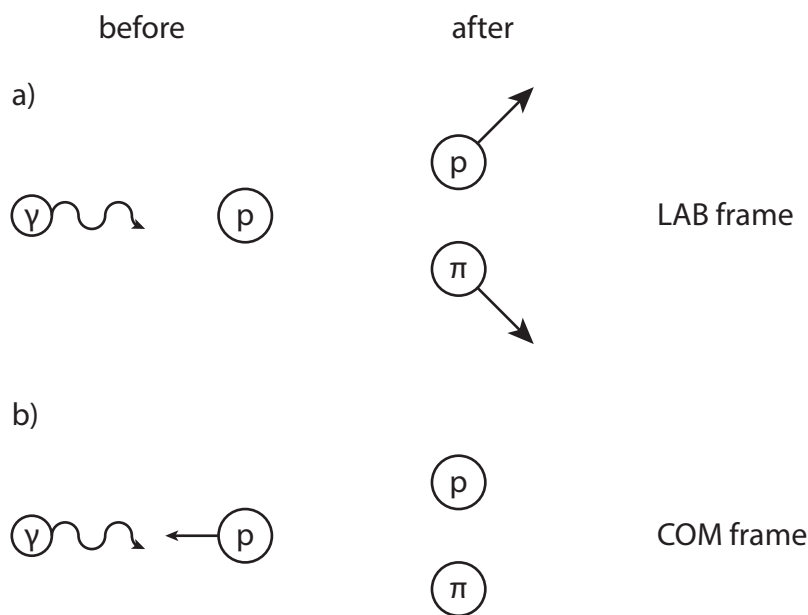 before after
a)
p
γ p LAB frame
π
b)
p
γ p COM frame
π